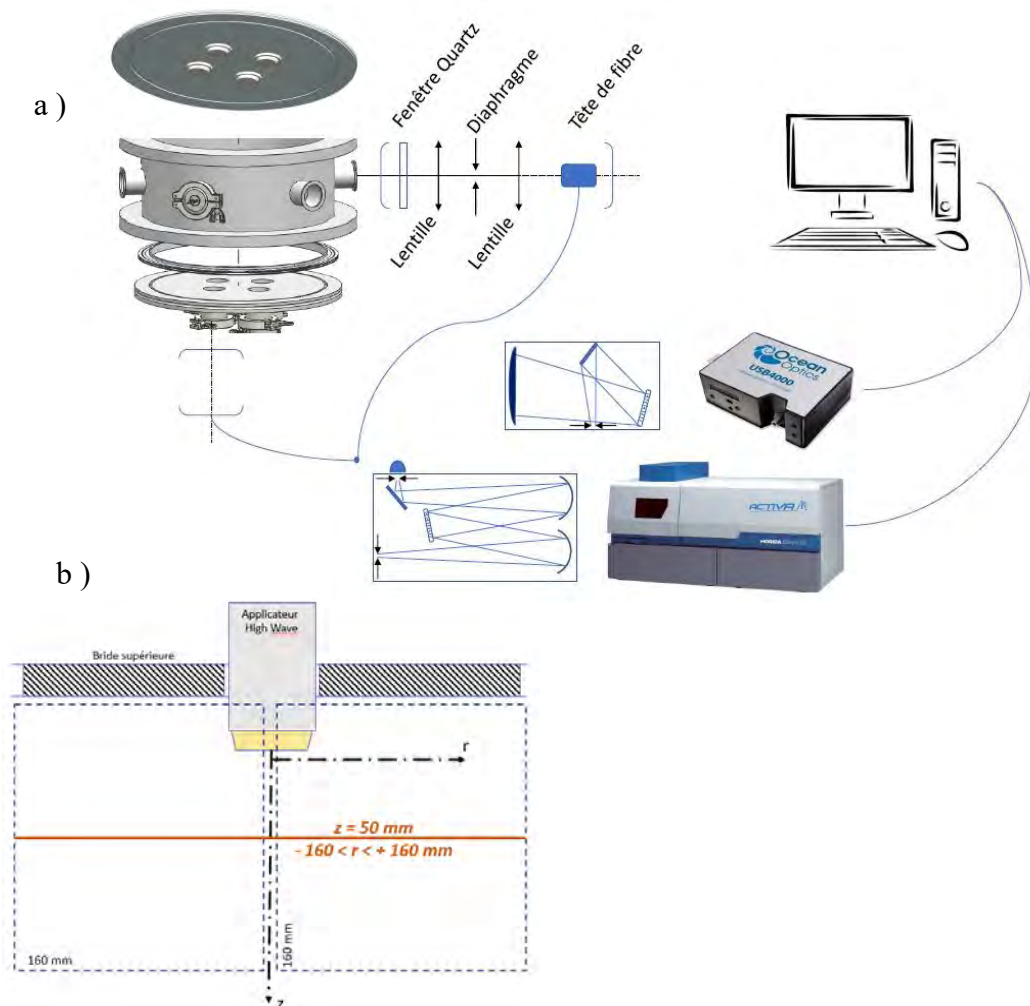 a )
Fenêtre Quartz
Lentille
Diaphragme
Lentille
Tête de fibre
Ocean
Optics
USB4000
ACTIVA
b )
Applicateur
High Wave
Bride supérieure
r
z = 50 mm
- 160 < r < + 160 mm
160 mm
160 mm
z